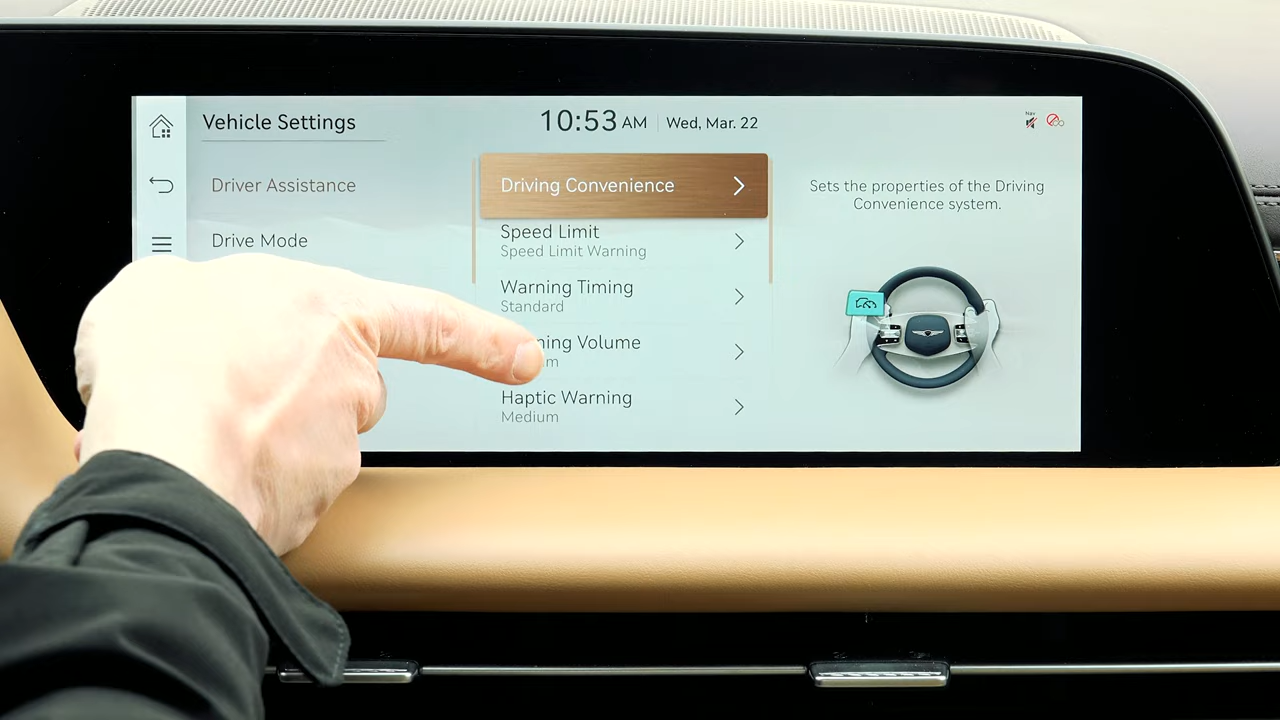 Vehicle Settings
10:53 AM Wed, Mar. 22
Nav
Driver Assistance
Drive Mode
Driving Convenience
Speed Limit
Speed Limit Warning
Warning Timing
Standard
ning Volume
m
Haptic Warning
Medium
Sets the properties of the Driving
Convenience system.